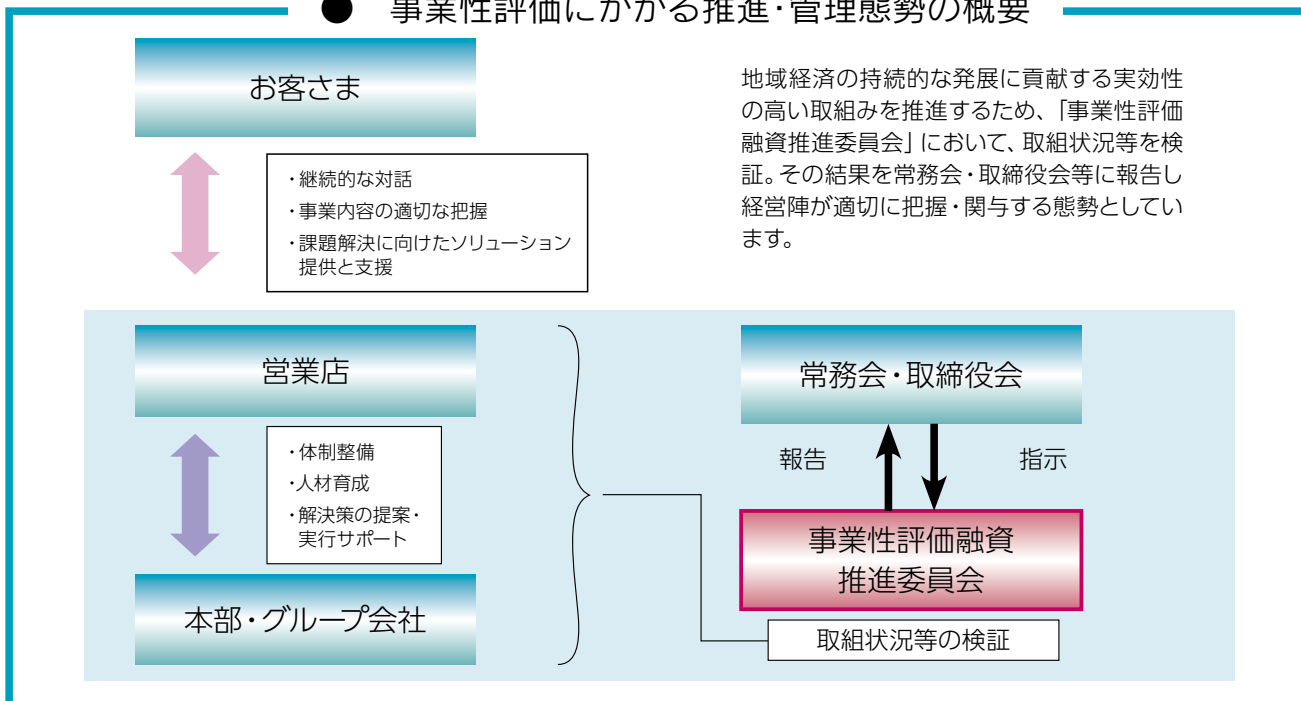 ● 事業性評価にかかる推進・管理態勢の概要
お客さま
地域経済の持続的な発展に貢献する実効性
の高い取組みを推進するため、「事業性評価
融資推進委員会」において、取組状況等を検
証。その結果を常務会・取締役会等に報告し
経営陣が適切に把握・関与する態勢としてい
ます。
・継続的な対話
・事業内容の適切な把握
・課題解決に向けたソリューション
提供と支援
営業店
・体制整備
・人材育成
・解決策の提案・
実行サポート
本部・グループ会社
常務会・取締役会
報告
指示
事業性評価融資
推進委員会
取組状況等の検証